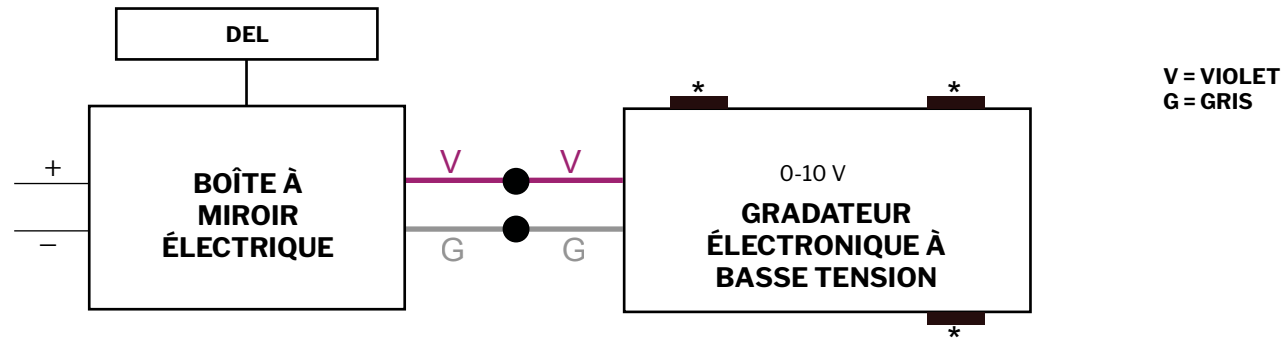 DEL
* *
V = VIOLET
G = GRIS
+
–
BOÎTE À
MIROIR
ÉLECTRIQUE
V V
G G
0-10 V
GRADATEUR
ÉLECTRONIQUE À
BASSE TENSION
*